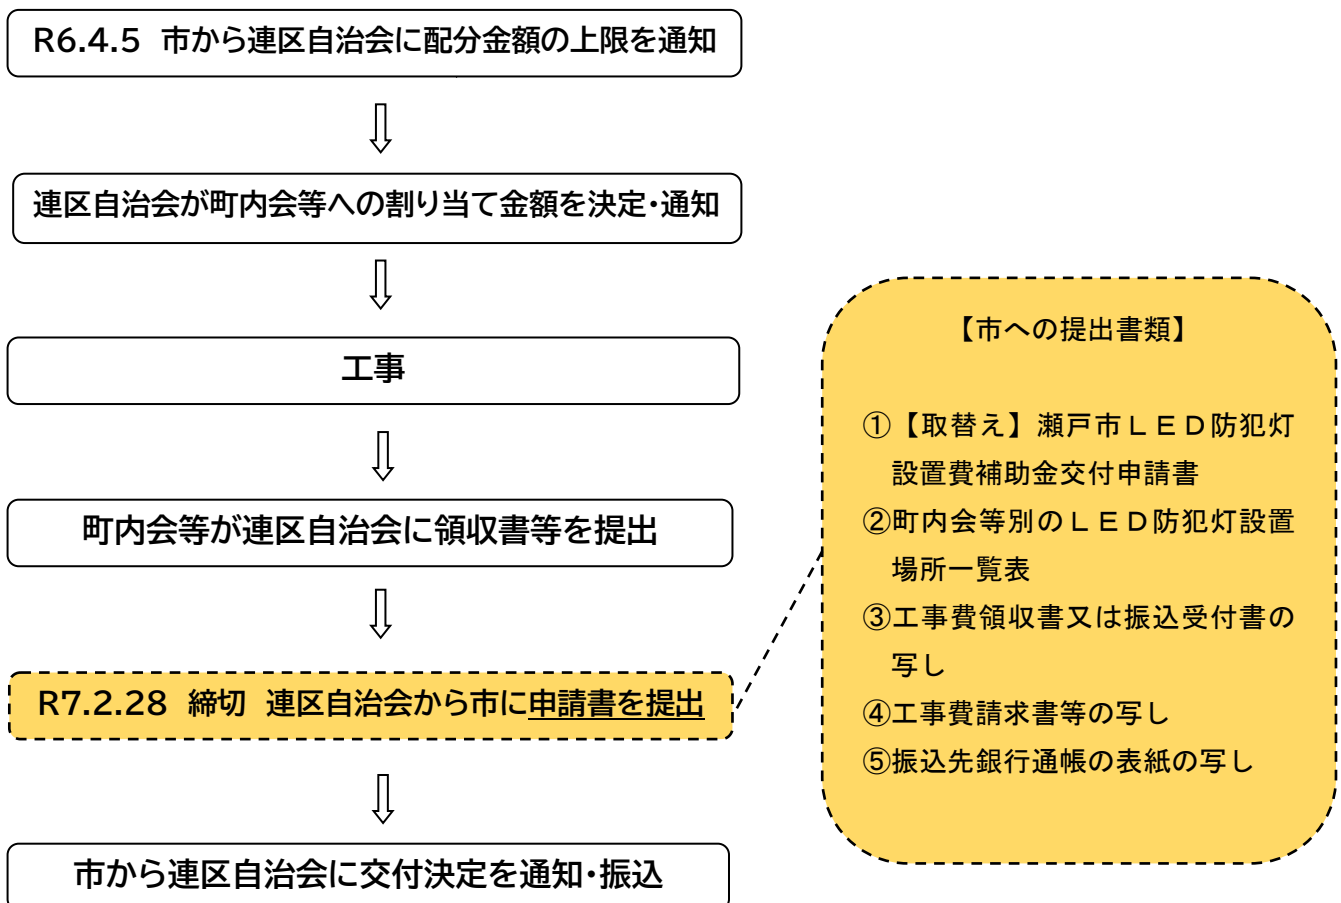 R6.4.5 市から連区自治会に配分金額の上限を通知
連区自治会が町内会等への割り当て金額を決定・通知
工事
町内会等が連区自治会に領収書等を提出
R7.2.28 締切 連区自治会から市に申請書を提出
市から連区自治会に交付決定を通知・振込
【市への提出書類】
①【取替え】瀬戸市ＬＥＤ防犯灯
設置費補助金交付申請書
②町内会等別のＬＥＤ防犯灯設置
場所一覧表
③工事費領収書又は振込受付書の
写し
④工事費請求書等の写し
⑤振込先銀行通帳の表紙の写し